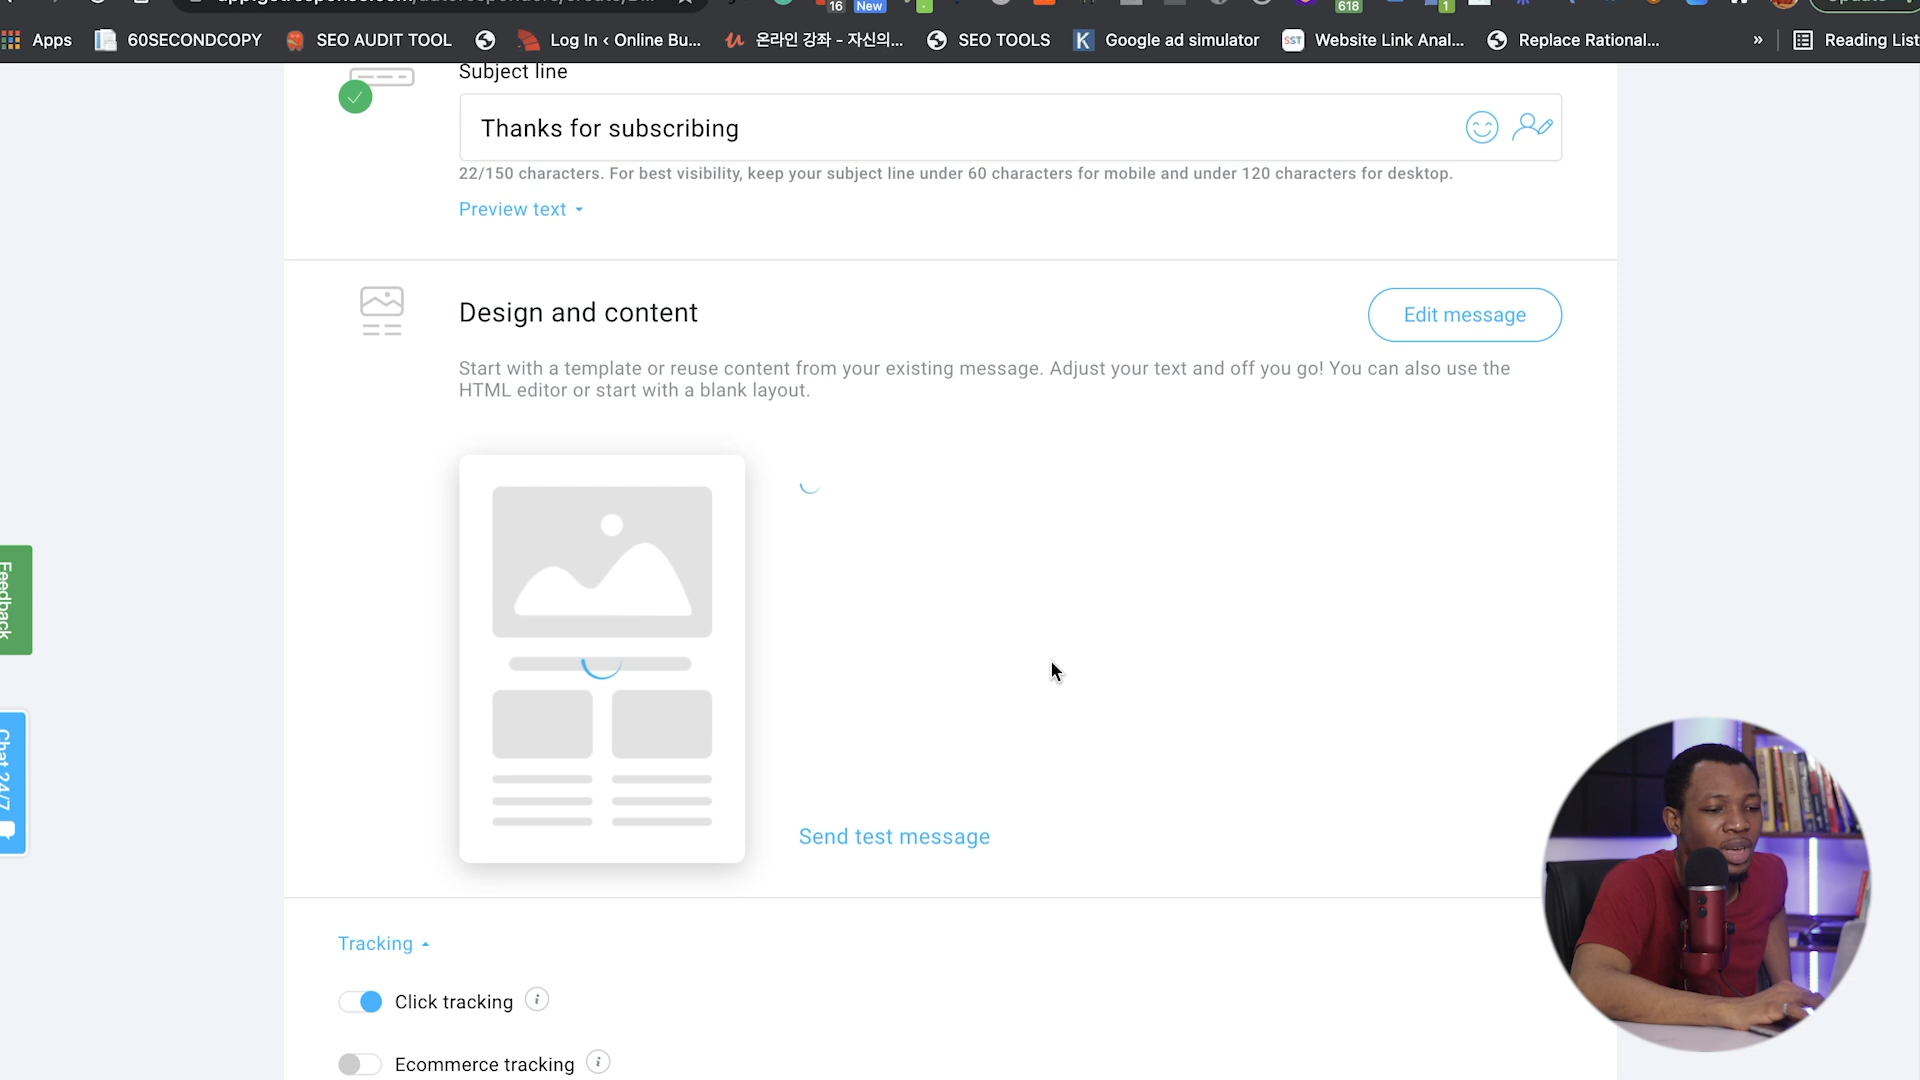 16
New
618
1
Apps
60SECONDCOPY
SEO AUDIT TOOL
Log In ‹ Online Bu...
온라인 강좌 - 자신의...
SEO TOOLS
K
Google ad simulator
SST
Website Link Anal...
Replace Rational...
»
Reading List
Subject line
Thanks for subscribing
22/150 characters. For best visibility, keep your subject line under 60 characters for mobile and under 120 characters for desktop.
Preview text
Design and content
Edit message
Start with a template or reuse content from your existing message. Adjust your text and off you go! You can also use the
HTML editor or start with a blank layout.
Feedback
Chat 24/7
Send test message
Tracking
Click tracking
i
Ecommerce tracking
i